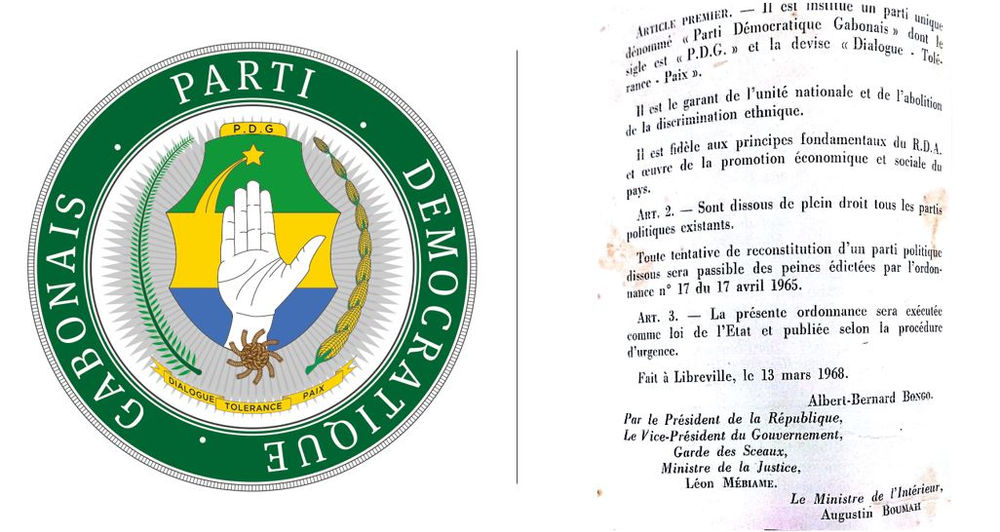 PARTI
DEMOCRATIQUE
GABONAIS
P.D.G
DIALOGUE
TOLERANCE
PAIX
ARTICLE PREMIER. — Il est institué un parti unique
dénommé « Parti Démocratique Gabonais » dont le
sigle est « P.D.G. » et la devise « Dialogue - Tolé-
rance - Paix ».
Il est le garant de l'unité nationale et de l'abolition
de la discrimination ethnique.
Il est fidèle aux principes fondamentaux du R.D.A.
et œuvre de la promotion économique et sociale du
pays.
ART. 2. — Sont dissous de plein droit tous les partis
politiques existants.
Toute tentative de reconstitution d'un parti politique
dissous sera passible des peines édictées par l'ordon-
nance n° 17 du 17 avril 1965.
ART. 3. — La présente ordonnance sera exécutée
comme loi de l'Etat et publiée selon la procédure
d'urgence.
Fait à Libreville, le 13 mars 1968.
Albert-Bernard BONGO.
Par le Président de la République,
Le Vice-Président du Gouvernement,
Garde des Sceaux,
Ministre de la Justice,
Léon MÉBIAME.
Le Ministre de l'Intérieur,
Augustin BOUMAH